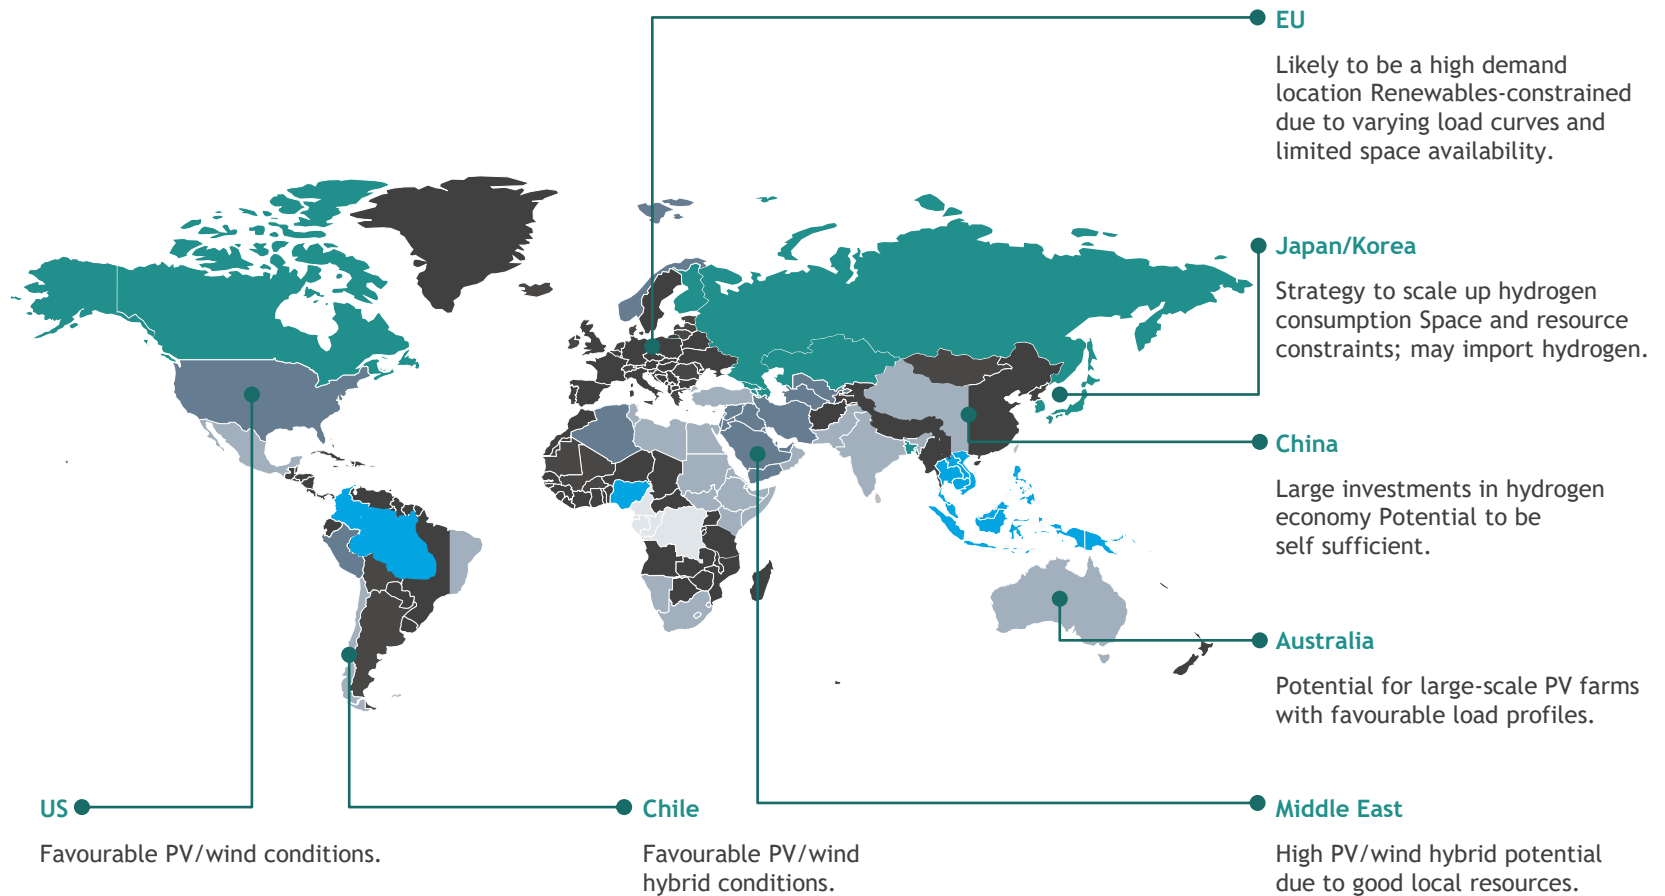 EU
Likely to be a high demand
location Renewables-constrained
due to varying load curves and
limited space availability.
Japan/Korea
Strategy to scale up hydrogen
consumption Space and resource
constraints; may import hydrogen.
China
Large investments in hydrogen
economy Potential to be
self sufficient.
Australia
Potential for large-scale PV farms
with favourable load profiles.
US
Favourable PV/wind conditions.
Chile
Favourable PV/wind
hybrid conditions.
Middle East
High PV/wind hybrid potential
due to good local resources.